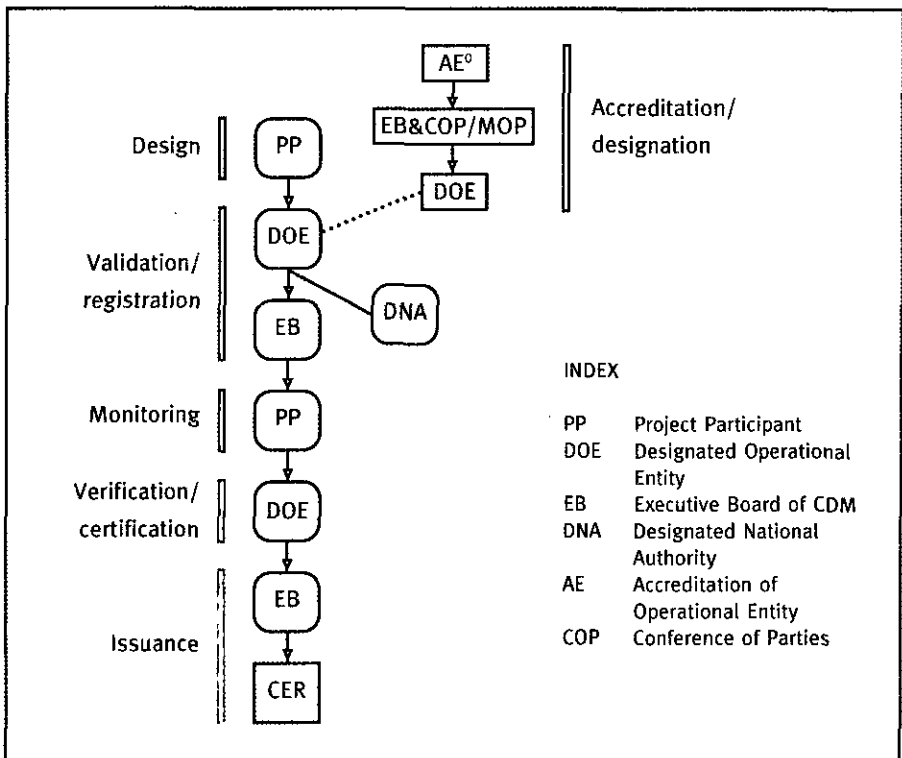 AE⁰
EB&COP/MOP
DOE
Accreditation/
designation
Design
PP
Validation/
registration
DOE
DNA
EB
Monitoring
PP
Verification/
certification
DOE
Issuance
EB
CER
INDEX
PP Project Participant
DOE Designated Operational
Entity
EB Executive Board of CDM
DNA Designated National
Authority
AE Accreditation of
Operational Entity
COP Conference of Parties